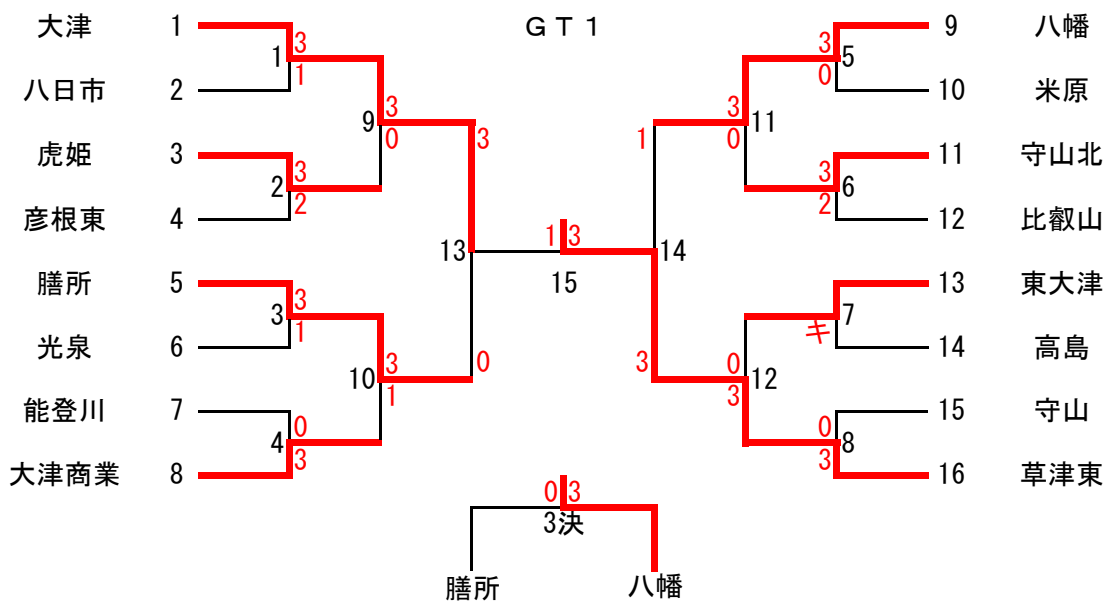 大津 1 3 GT1 3 9 八幡
1 5
八日市 2 1 0 10 米原
3 3 1 3
9 0 0 11
虎姫 3 3 3 11 守山北
2 6
彦根東 4 2 2 12 比叡山
13 1 3 14
膳所 5 3 15 13 東大津
3 7
光泉 6 1 キ 14 高島
3 0 3 0
10 1 3 12
能登川 7 0 0 15 守山
4 8
大津商業 8 3 3 16 草津東
0 3
3決
膳所 八幡